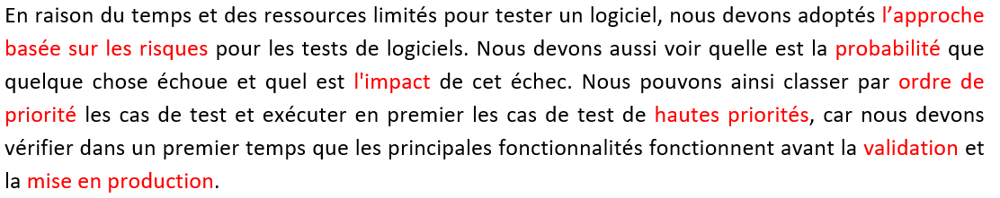 En raison du temps et des ressources limités pour tester un logiciel, nous devons adoptés l’approche
basée sur les risques pour les tests de logiciels. Nous devons aussi voir quelle est la probabilité que
quelque chose échoue et quel est l'impact de cet échec. Nous pouvons ainsi classer par ordre de
priorité les cas de test et exécuter en premier les cas de test de hautes priorités, car nous devons
vérifier dans un premier temps que les principales fonctionnalités fonctionnent avant la validation et
la mise en production.